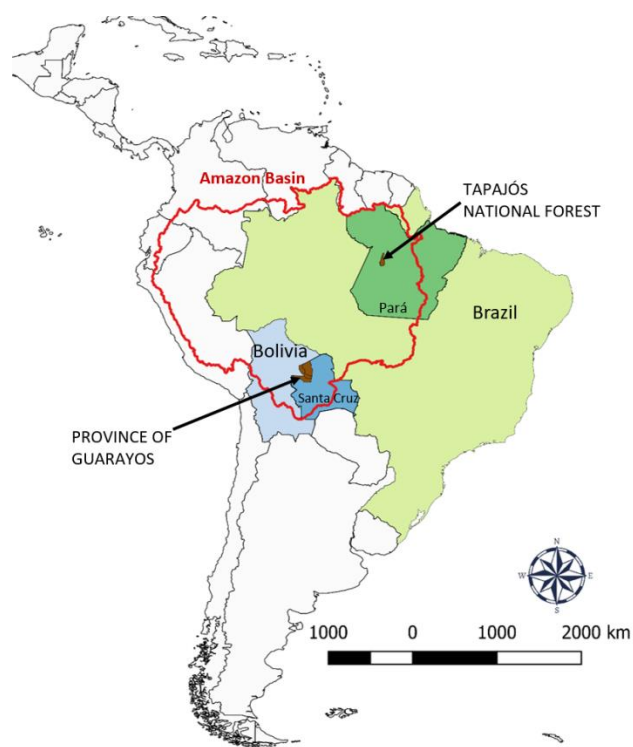 Amazon Basin
TAPAJÓS
NATIONAL FOREST
Pará
Brazil
Bolivia
Santa Cruz
PROVINCE OF
GUARAYOS
N
W
E
S
1000 0 1000 2000 km